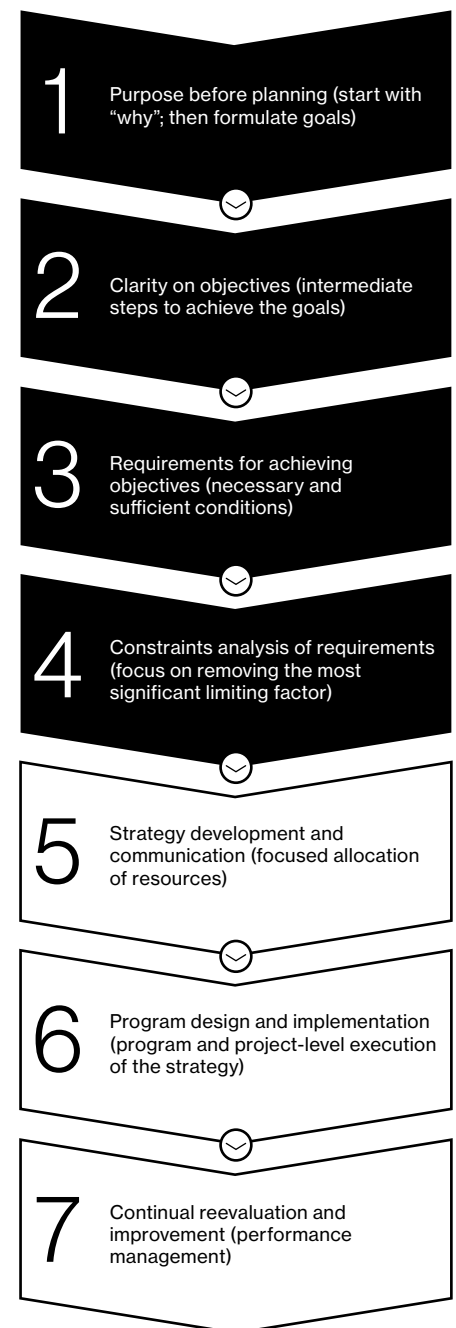 1
Purpose before planning (start with
“why”; then formulate goals)
2
Clarity on objectives (intermediate
steps to achieve the goals)
3
Requirements for achieving
objectives (necessary and
sufficient conditions)
4
Constraints analysis of requirements
(focus on removing the most
significant limiting factor)
5
Strategy development and
communication (focused allocation
of resources)
6
Program design and implementation
(program and project-level execution
of the strategy)
7
Continual reevaluation and
improvement (performance
management)